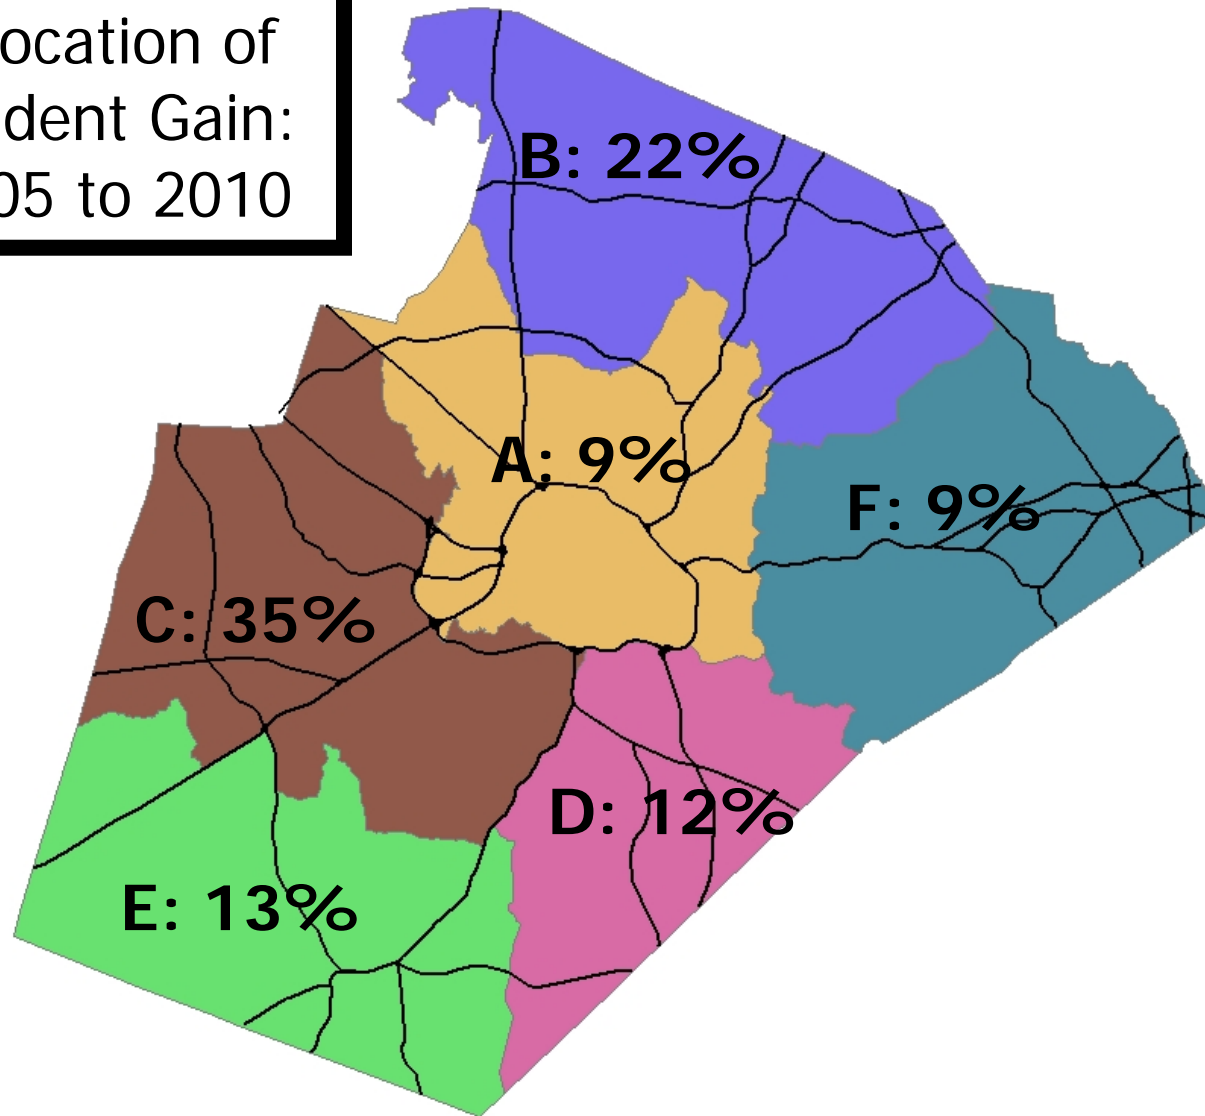 ocation of
dent Gain:
05 to 2010
B: 22%
A: 9%
F: 9%
C: 35%
D: 12%
E: 13%